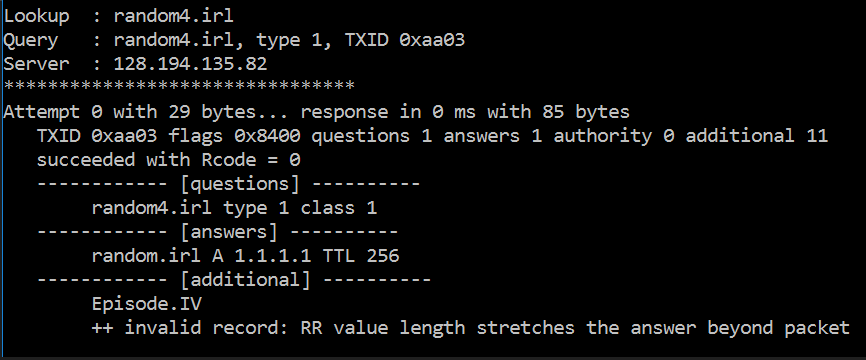 Lookup  : random4.irl
Query   : random4.irl, type 1, TXID 0xaa03
Server  : 128.194.135.82
********************************
Attempt 0 with 29 bytes... response in 0 ms with 85 bytes
   TXID 0xaa03 flags 0x8400 questions 1 answers 1 authority 0 additional 11
   succeeded with Rcode = 0
   ------------ [questions] ----------
        random4.irl type 1 class 1
   ------------ [answers] ----------
        random.irl A 1.1.1.1 TTL 256
   ------------ [additional] ----------
        Episode.IV
        ++ invalid record: RR value length stretches the answer beyond packet